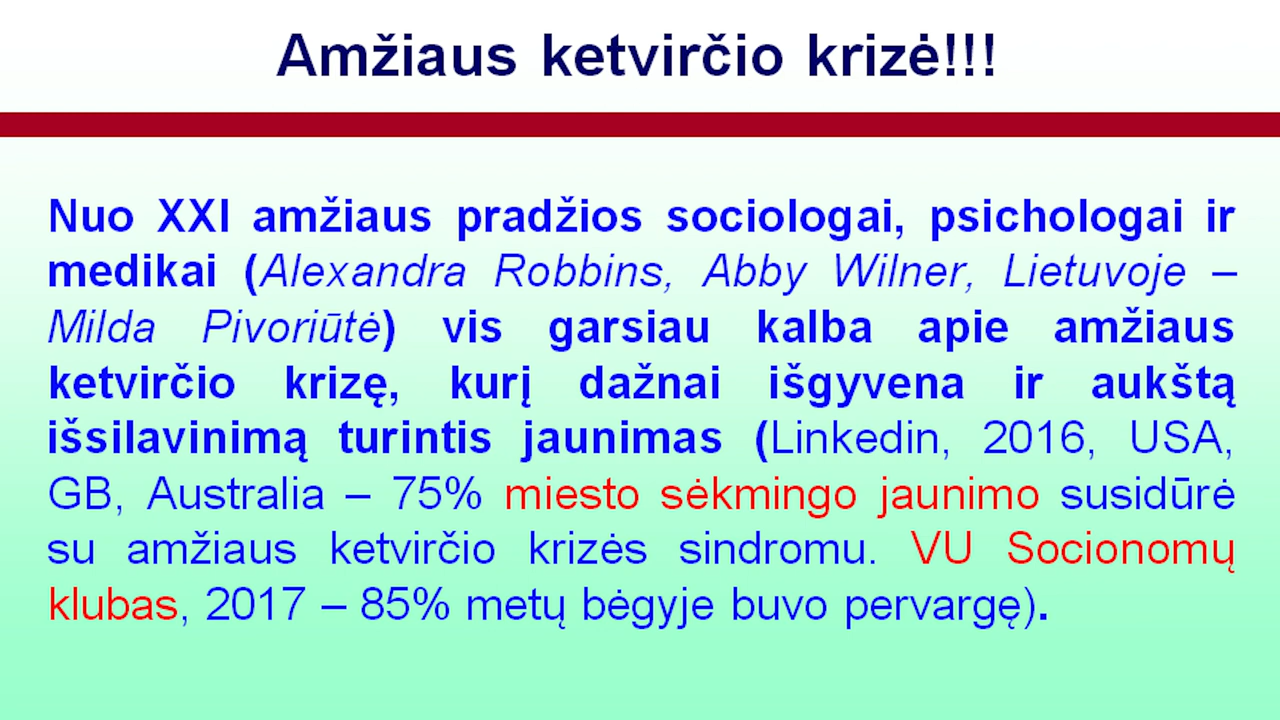 Amžiaus ketvirčio krizė!!!
Nuo XXI amžiaus pradžios sociologai, psichologai ir
medikai (Alexandra Robbins, Abby Wilner, Lietuvoje –
Milda Pivoriūtė) vis garsiau kalba apie amžiaus
ketvirčio krizę, kurį dažnai išgyvena ir aukštą
išsilavinimą turintis jaunimas (Linkedin, 2016, USA,
GB, Australia – 75% miesto sėkmingo jaunimo susidūrė
su amžiaus ketvirčio krizės sindromu. VU Socionomų
klubas, 2017 – 85% metų bėgyje buvo pervargę).